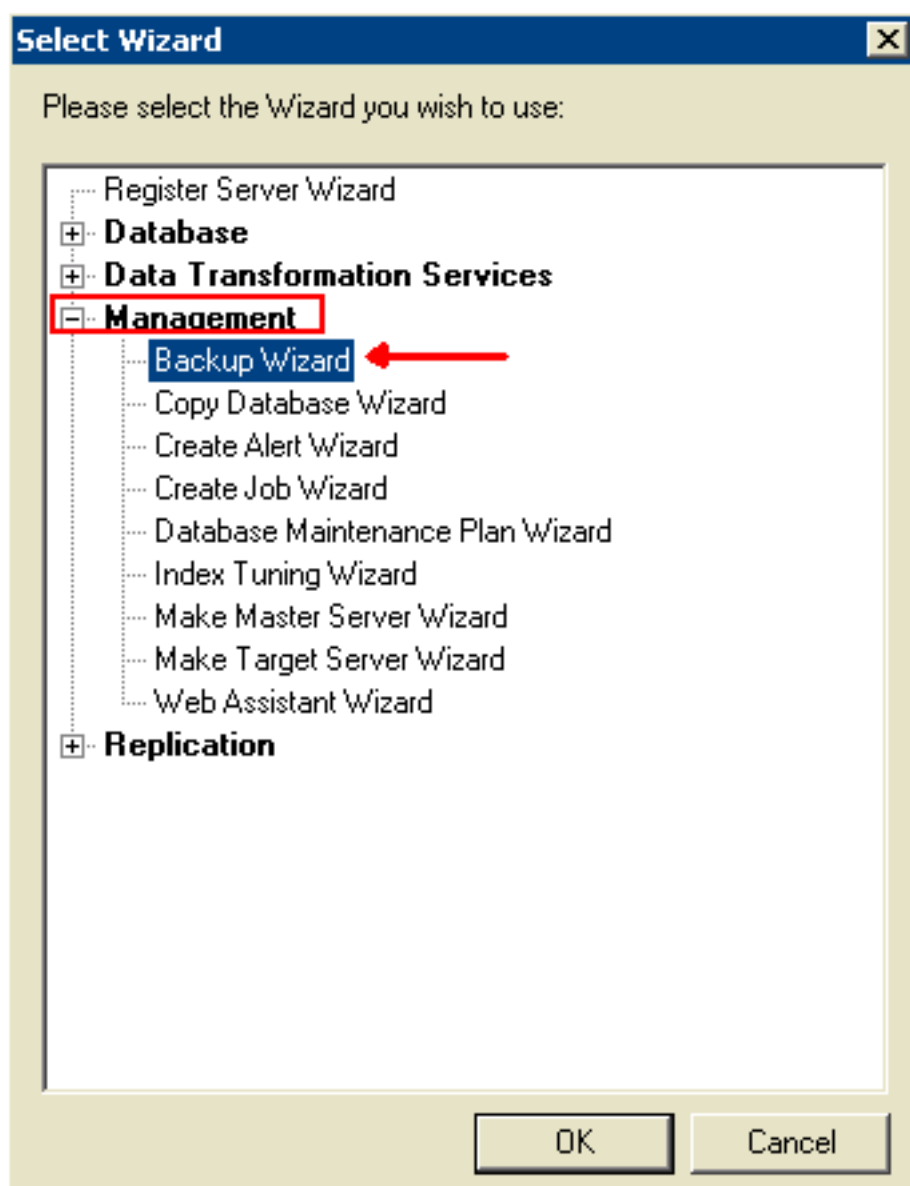 Select Wizard
Please select the Wizard you wish to use:
Register Server Wizard
Database
Data Transformation Services
Management
Backup Wizard
Copy Database Wizard
Create Alert Wizard
Create Job Wizard
Database Maintenance Plan Wizard
Index Tuning Wizard
Make Master Server Wizard
Make Target Server Wizard
Web Assistant Wizard
Replication
OK Cancel